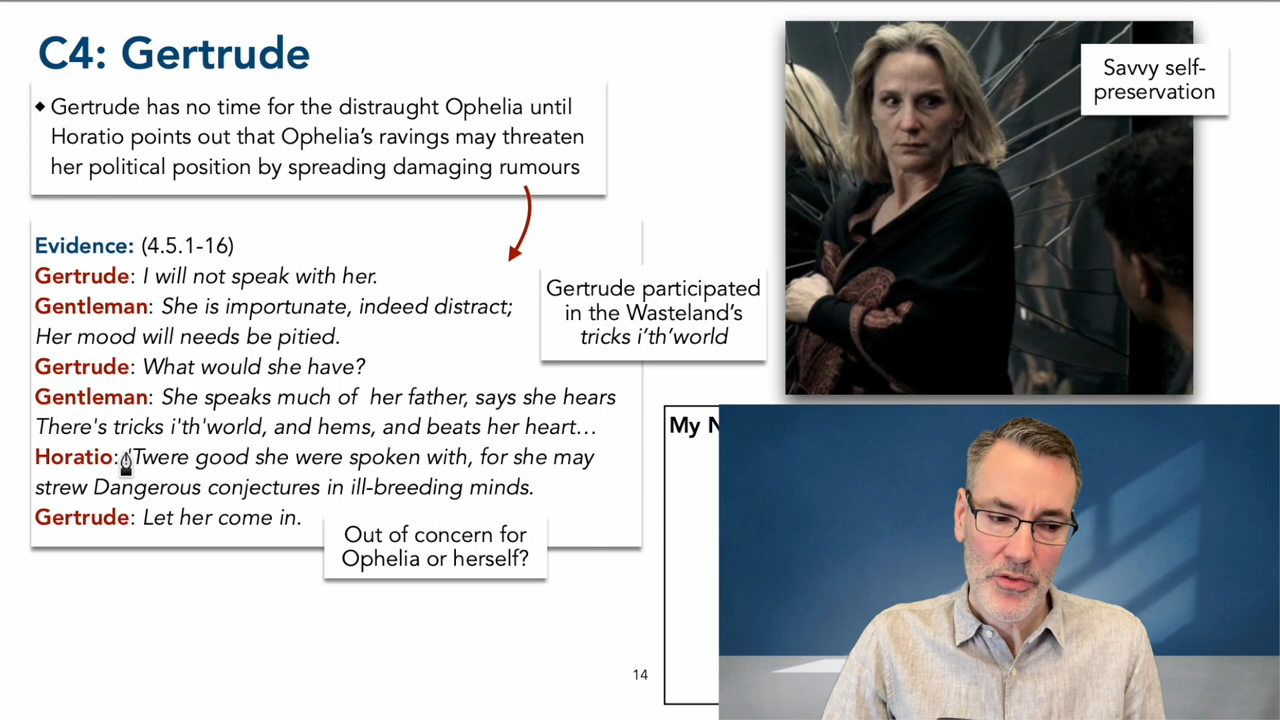 C4: Gertrude
◆ Gertrude has no time for the distraught Ophelia until
Horatio points out that Ophelia’s ravings may threaten
her political position by spreading damaging rumours
Savvy self-
preservation
Evidence: (4.5.1-16)
Gertrude: I will not speak with her.
Gentleman: She is importunate, indeed distract;
Her mood will needs be pitied.
Gertrude: What would she have?
Gentleman: She speaks much of her father, says she hears
There's tricks i'th'world, and hems, and beats her heart…
Horatio: 'Twere good she were spoken with, for she may
strew Dangerous conjectures in ill-breeding minds.
Gertrude: Let her come in.
Gertrude participated
in the Wasteland’s
tricks i’th’world
Out of concern for
Ophelia or herself?
My N
14